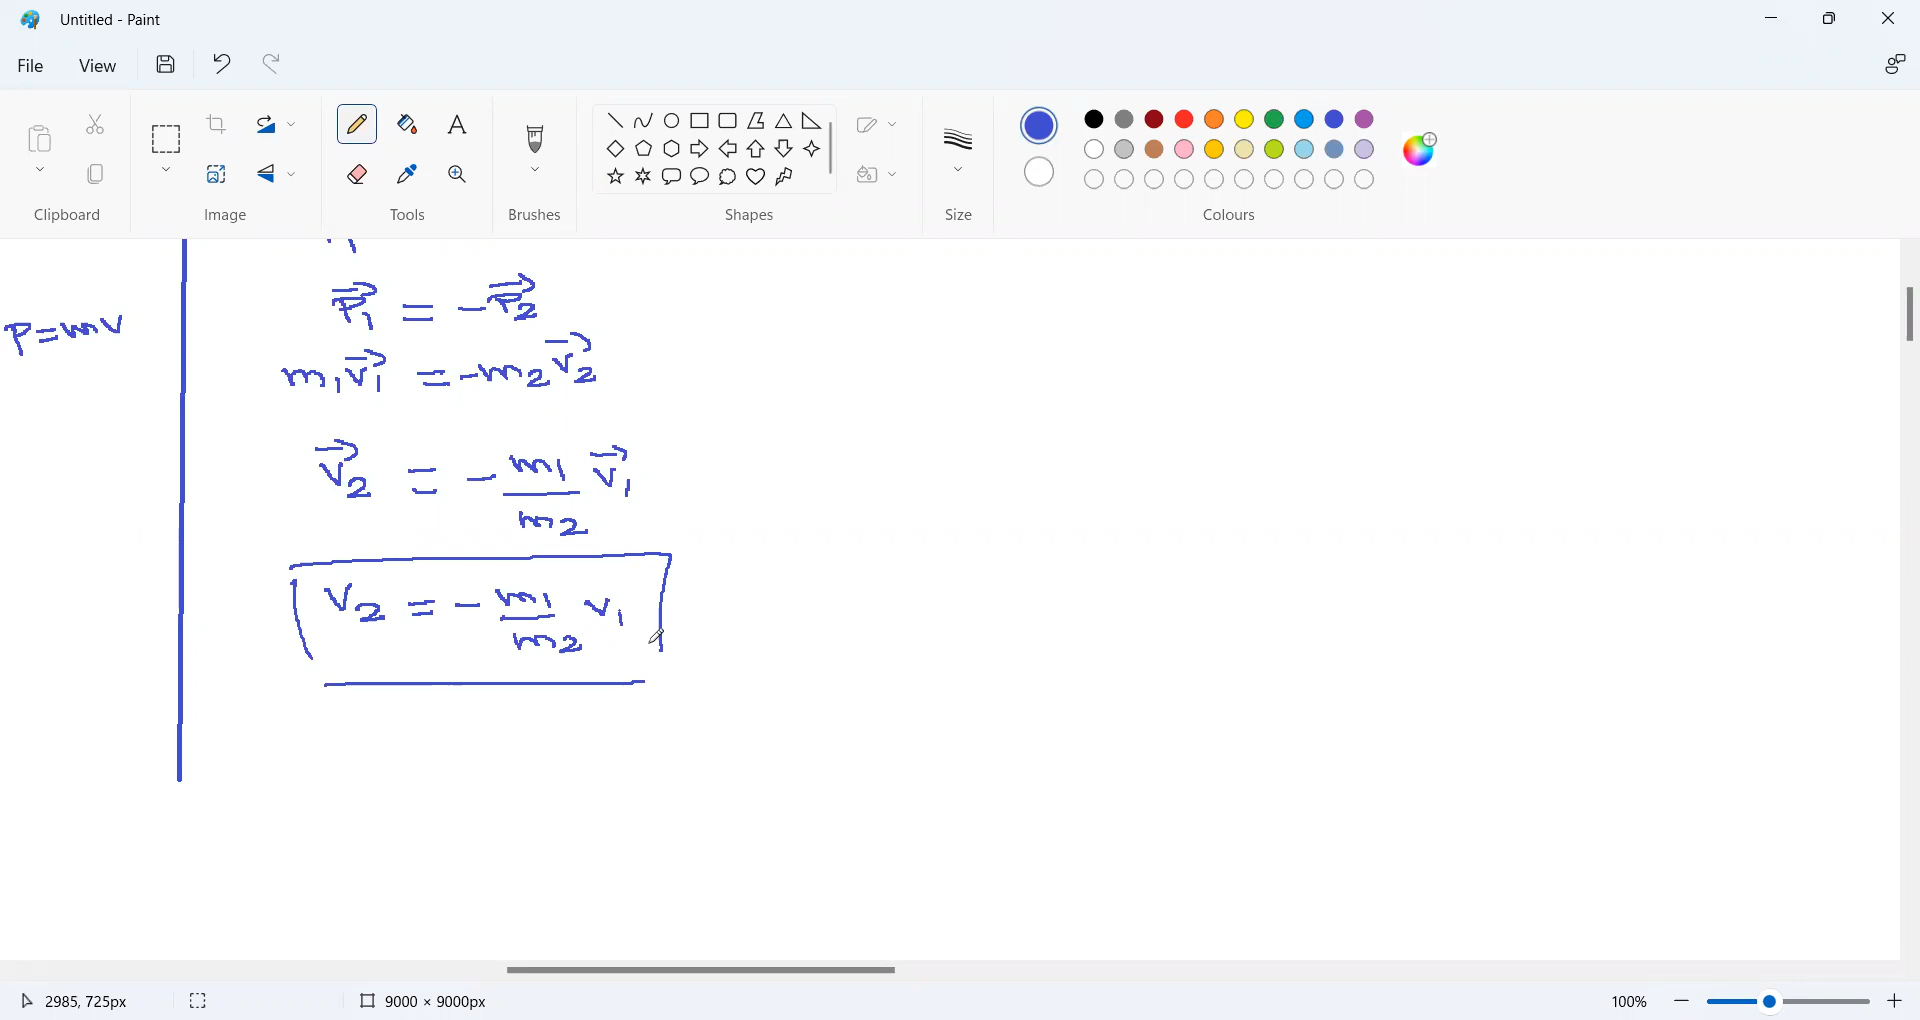 Untitled - Paint
File View
Clipboard Image Tools Brushes Shapes Size Colours
P=mv
P⃗₁ = -P⃗₂
m₁v⃗₁ = -m₂v⃗₂
v⃗₂ = - m₁/m₂ v⃗₁
v₂ = - m₁/m₂ v₁
2985, 725px 9000 × 9000px 100%